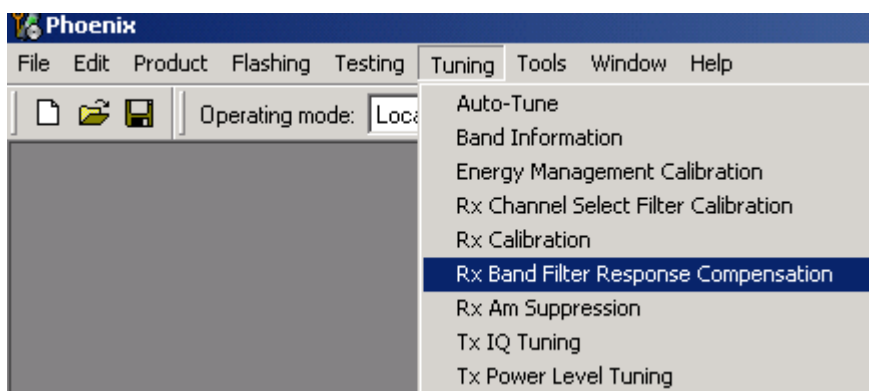 Phoenix
File Edit Product Flashing Testing Tuning Tools Window Help
Operating mode: Loca
Auto-Tune
Band Information
Energy Management Calibration
Rx Channel Select Filter Calibration
Rx Calibration
Rx Band Filter Response Compensation
Rx Am Suppression
Tx IQ Tuning
Tx Power Level Tuning